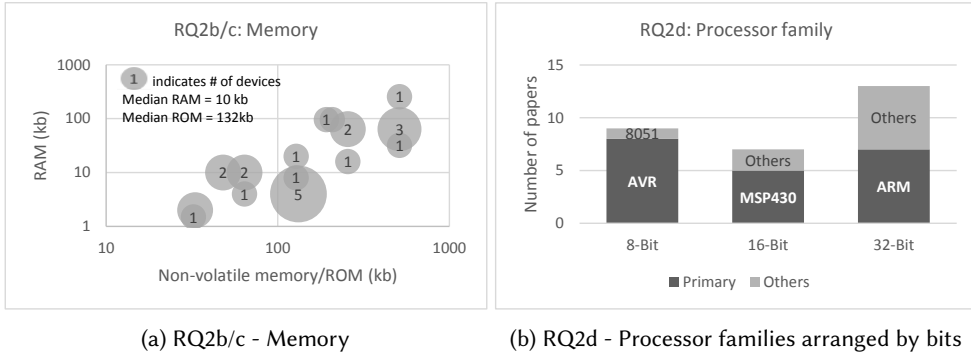 RQ2b/c: Memory
1000
100
10
1
10
100
1000
RAM (kb)
Non-volatile memory/ROM (kb)
1 indicates # of devices
Median RAM = 10 kb
Median ROM = 132kb
1
1
2
3
1
1
1
2
2
1
1
5
1
(a) RQ2b/c - Memory
RQ2d: Processor family
15
10
5
0
Number of papers
8051
AVR
Others
MSP430
Others
ARM
8-Bit
16-Bit
32-Bit
Primary
Others
(b) RQ2d - Processor families arranged by bits